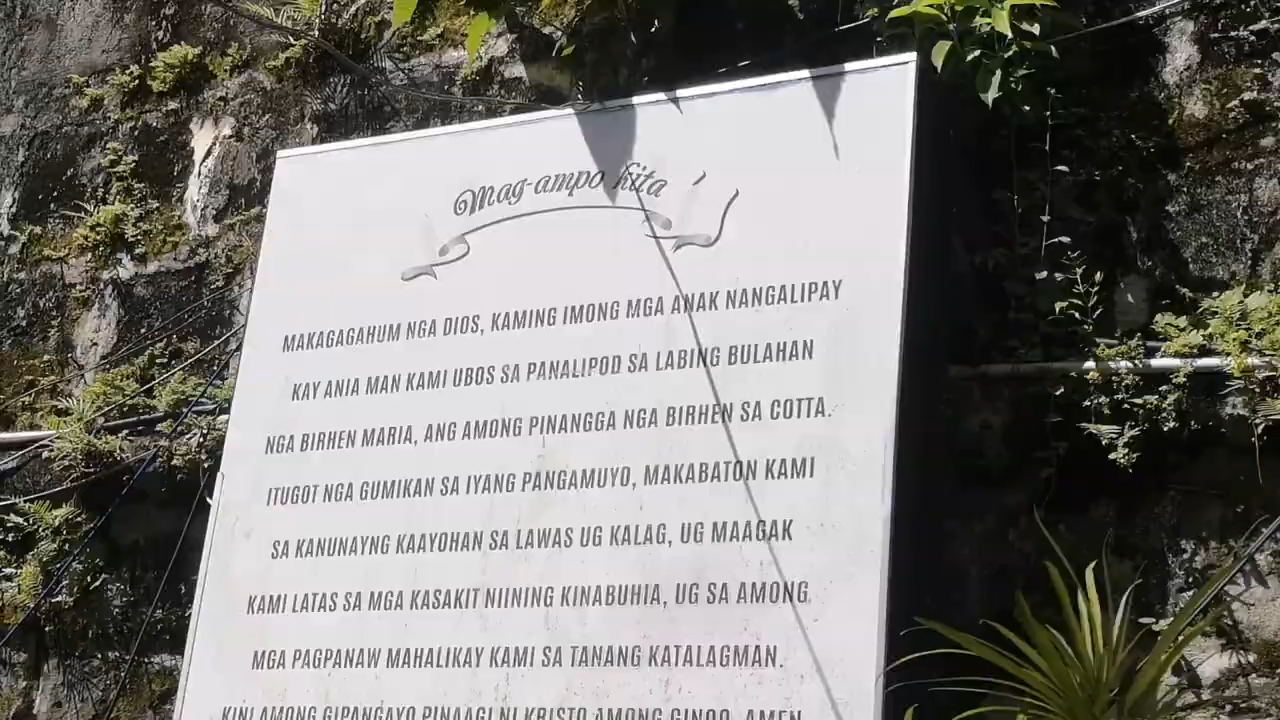 Mag-ampo Kita
MAKAGAGAHUM NGA DIOS, KAMING IMONG MGA ANAK NANGALIPAY
KAY ANIA MAN KAMI UBOS SA PANALIPOD SA LABING BULAHAN
NGA BIRHEN MARIA, ANG AMONG PINANGGA NGA BIRHEN SA COTTA.
ITUGOT NGA GUMIKAN SA IYANG PANGAMUYO, MAKABATON KAMI
SA KANUNAYNG KAAYOHAN SA LAWAS UG KALAG, UG MAAGAK
KAMI LATAS SA MGA KASAKIT NIINING KINABUHIA, UG SA AMONG
MGA PAGPANAW MAHALIKAY KAMI SA TANANG KATALAGMAN.
KINI AMONG GIPANGAYO PINAAGI NI KRISTO AMONG GINOO, AMEN